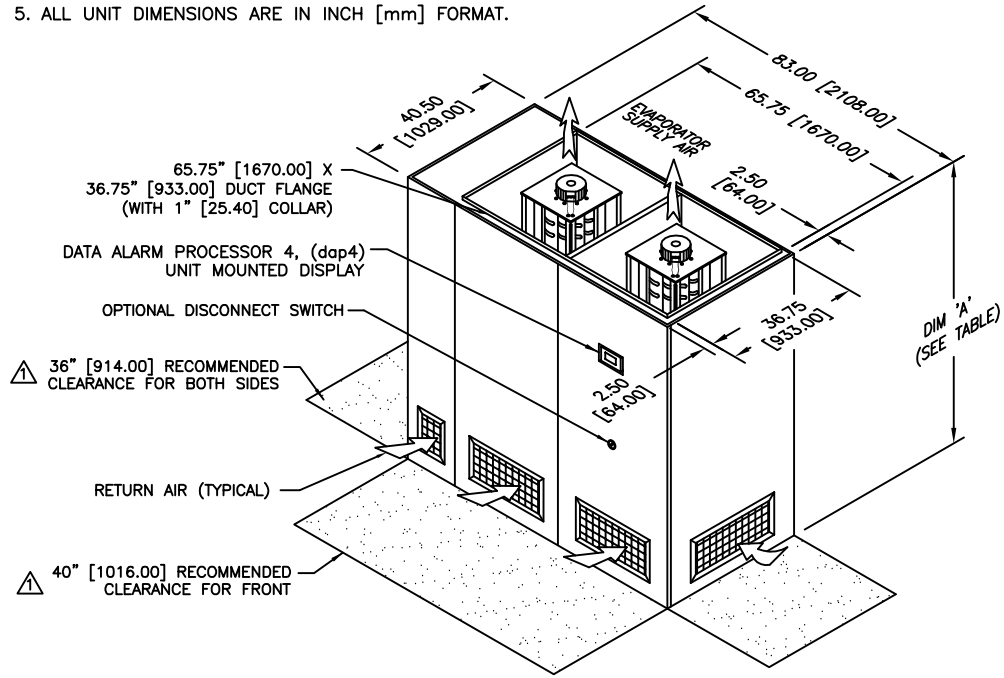 5. ALL UNIT DIMENSIONS ARE IN INCH [mm] FORMAT.
83.00 [2108.00]
65.75 [1670.00]
40.50
[1029.00]
EVAPORATOR
SUPPLY AIR
2.50
[64.00]
65.75" [1670.00] X
36.75" [933.00] DUCT FLANGE
(WITH 1" [25.40] COLLAR)
DATA ALARM PROCESSOR 4, (dap4)
UNIT MOUNTED DISPLAY
OPTIONAL DISCONNECT SWITCH
36.75
[933.00]
DIM 'A'
(SEE TABLE)
1 36" [914.00] RECOMMENDED
CLEARANCE FOR BOTH SIDES
2.50
[64.00]
RETURN AIR (TYPICAL)
1 40" [1016.00] RECOMMENDED
CLEARANCE FOR FRONT